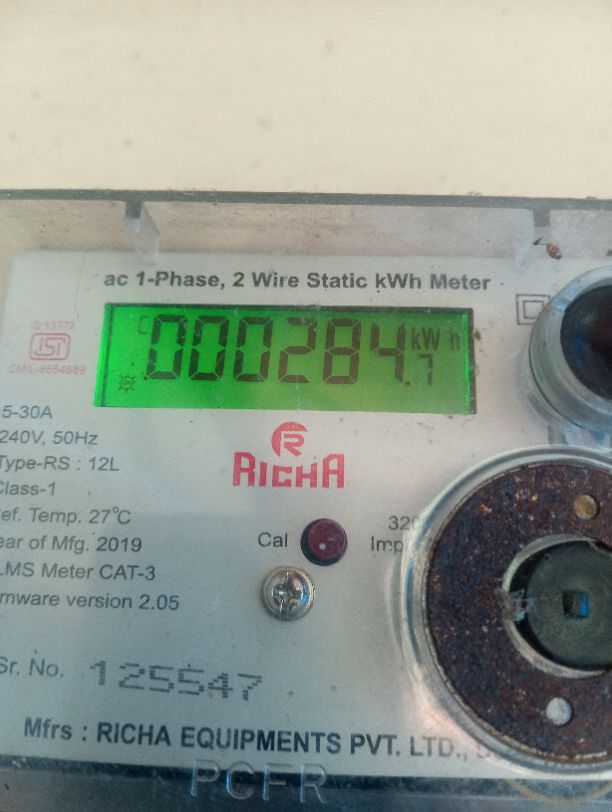 ac 1-Phase, 2 Wire Static kWh Meter
IS:13779
ISI
CM/L-8554669
000284.7 kWh
5-30A
240V, 50Hz
Type-RS : 12L
Class-1
ef. Temp. 27°C
ear of Mfg. 2019
LMS Meter CAT-3
mware version 2.05
R
RICHA
Cal
320
Imp
Sr. No. 125547
Mfrs : RICHA EQUIPMENTS PVT. LTD.,